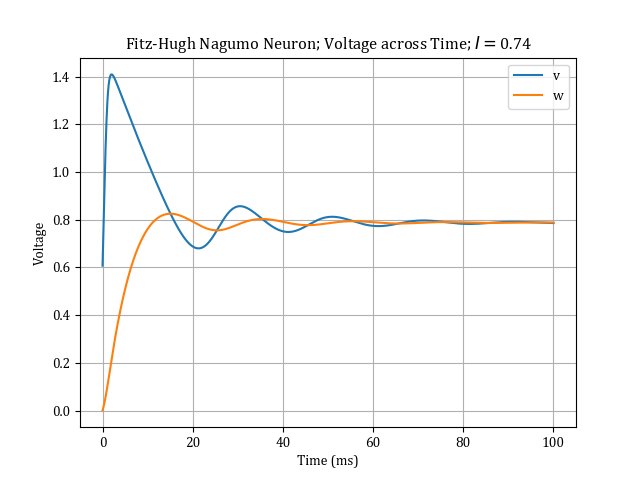 Fitz-Hugh Nagumo Neuron; Voltage across Time; I = 0.74
v
w
1.4
1.2
1.0
0.8
0.6
0.4
0.2
0.0
Voltage
0 20 40 60 80 100
Time (ms)